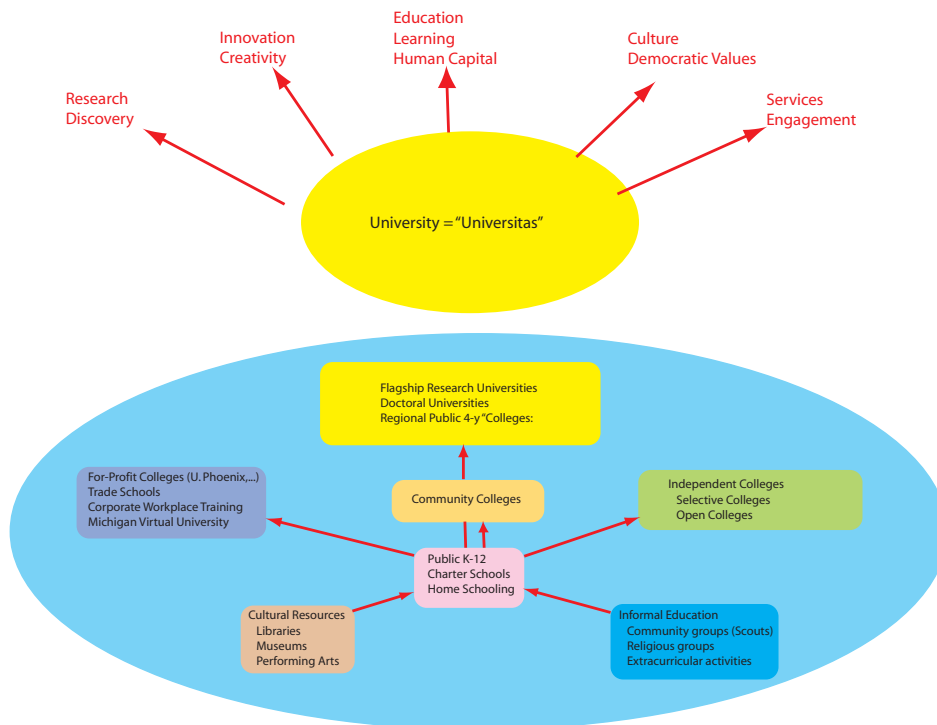 Education
Learning
Human Capital
Innovation
Creativity
Culture
Democratic Values
Research
Discovery
Services
Engagement
University = “Universitas”
Flagship Research Universities
Doctoral Universities
Regional Public 4-y “Colleges:
For-Profit Colleges (U. Phoenix,...)
Trade Schools
Corporate Workplace Training
Michigan Virtual University
Community Colleges
Independent Colleges
Selective Colleges
Open Colleges
Public K-12
Charter Schools
Home Schooling
Cultural Resources
Libraries
Museums
Performing Arts
Informal Education
Community groups (Scouts)
Religious groups
Extracurricular activities